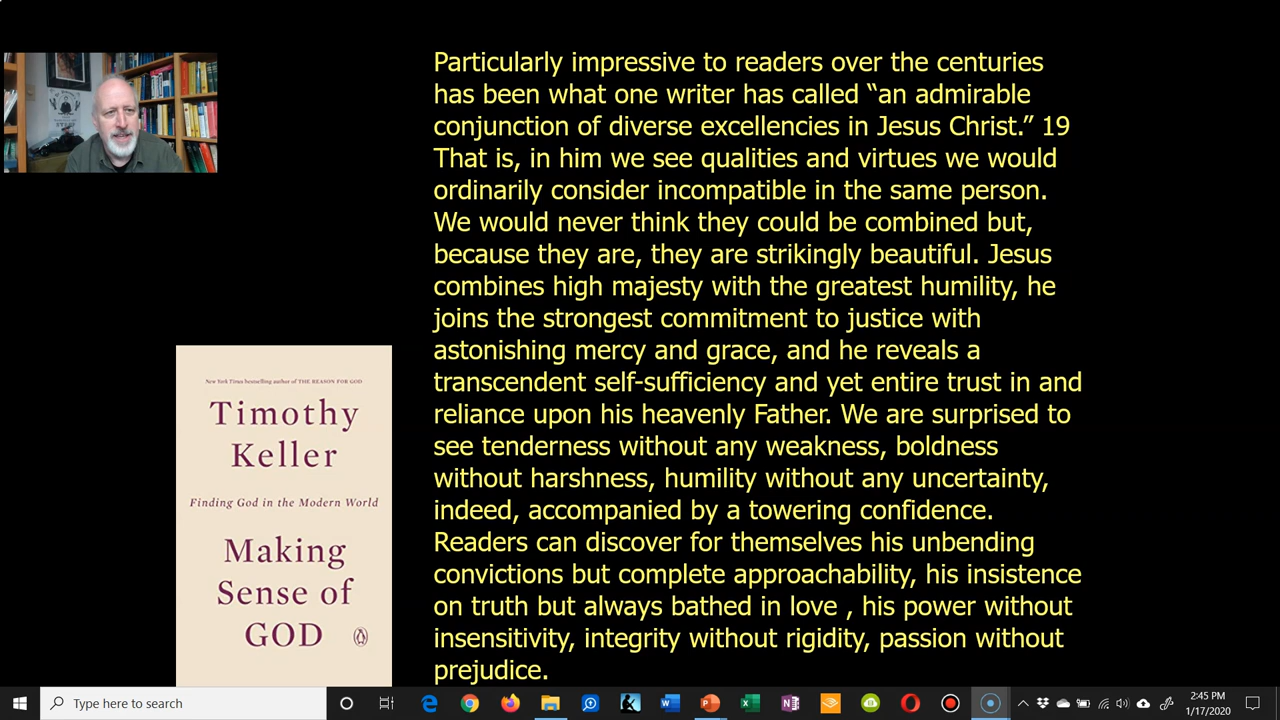 Particularly impressive to readers over the centuries
has been what one writer has called “an admirable
conjunction of diverse excellencies in Jesus Christ.” 19
That is, in him we see qualities and virtues we would
ordinarily consider incompatible in the same person.
We would never think they could be combined but,
because they are, they are strikingly beautiful. Jesus
combines high majesty with the greatest humility, he
joins the strongest commitment to justice with
astonishing mercy and grace, and he reveals a
transcendent self-sufficiency and yet entire trust in and
reliance upon his heavenly Father. We are surprised to
see tenderness without any weakness, boldness
without harshness, humility without any uncertainty,
indeed, accompanied by a towering confidence.
Readers can discover for themselves his unbending
convictions but complete approachability, his insistence
on truth but always bathed in love , his power without
insensitivity, integrity without rigidity, passion without
prejudice.
New York Times bestselling author of THE REASON FOR GOD
Timothy
Keller
Finding God in the Modern World
Making
Sense of
GOD
Type here to search
2:45 PM
1/17/2020